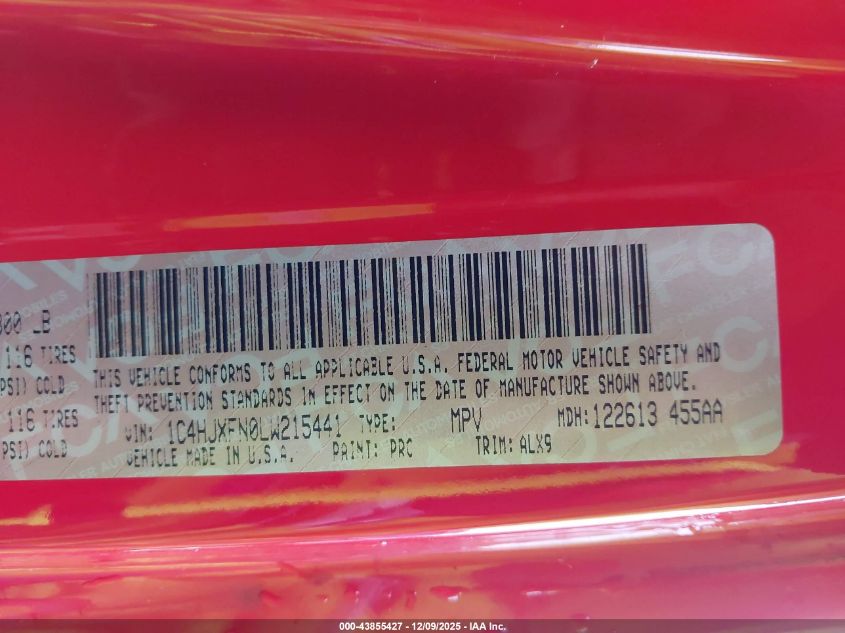 000 LB
116 TIRES
PSI) COLD
116 TIRES
PSI) COLD
THIS VEHICLE CONFORMS TO ALL APPLICABLE U.S.A. FEDERAL MOTOR VEHICLE SAFETY AND
THEFT PREVENTION STANDARDS IN EFFECT ON THE DATE OF MANUFACTURE SHOWN ABOVE.
VIN: 1C4HJXFN0LW215441 TYPE: MPV MDH:122613 455AA
VEHICLE MADE IN U.S.A. PAINT: PRC TRIM: ALX9
000-43855427 - 12/09/2025 - IAA Inc.